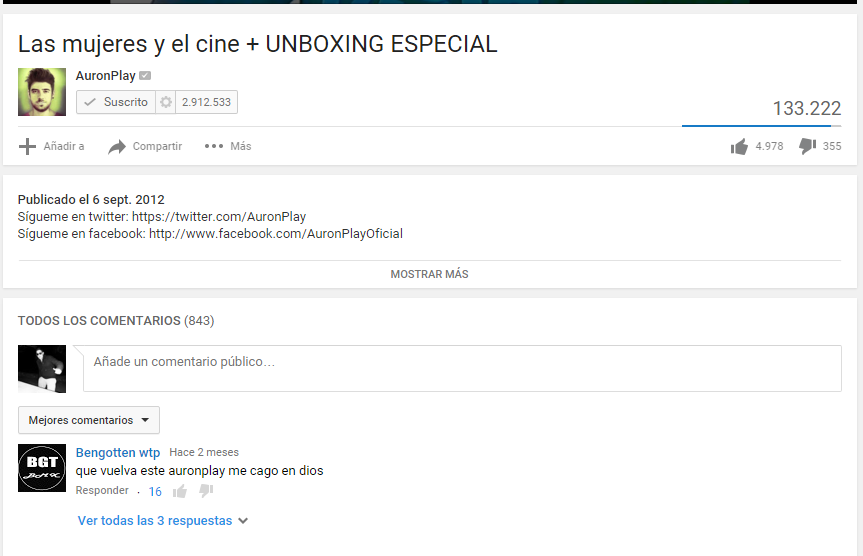 Las mujeres y el cine + UNBOXING ESPECIAL
AuronPlay
Suscrito 2.912.533
133.222
Añadir a Compartir Más 4.978 355
Publicado el 6 sept. 2012
Sígueme en twitter: https://twitter.com/AuronPlay
Sígueme en facebook: http://www.facebook.com/AuronPlayOficial
MOSTRAR MÁS
TODOS LOS COMENTARIOS (843)
Añade un comentario público...
Mejores comentarios
BGT
Bengotten wtp Hace 2 meses
que vuelva este auronplay me cago en dios
Responder · 16
Ver todas las 3 respuestas